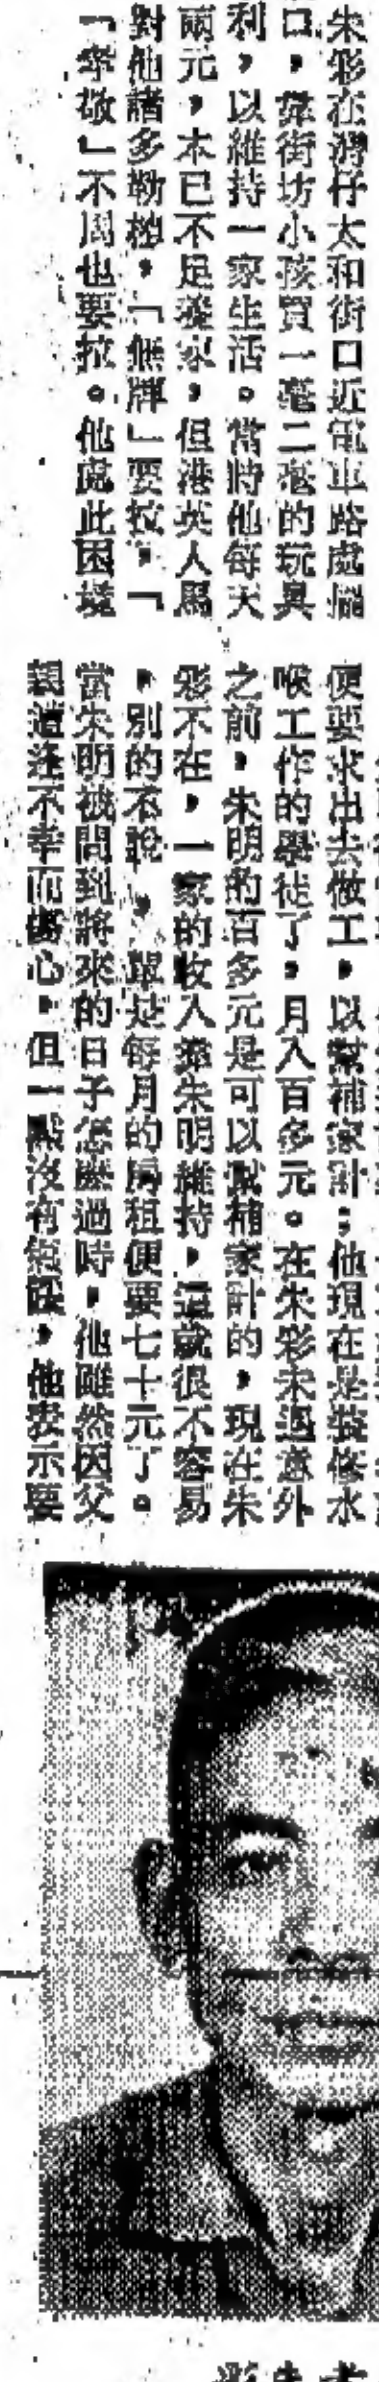 朱彩在灣仔太和街口近電車路處擺
口，靠街坊小孩買一毫二毫的玩具
利，以維持一家生活。當時他每天
兩元，本已不足養家，但港英人馬
對他諸多勒榨，「無牌」要拉，「
「孝敬」不周也要拉。他處此困境
便要求出去做工，以幫補家計；他現在是裝修水
喉工作的學徒了，月入百多元。在朱彩未遇意外
之前，朱明的百多元是可以幫補家計的，現在朱
彩不在，一家的收入靠朱明維持，這就很不容易
，別的不說，單是每月的房租便要七十元了。
當朱明被問到將來的日子怎麼過時，他雖然因父
親遭逢不幸而傷心，但一點沒有氣餒，他表示要
朱彩